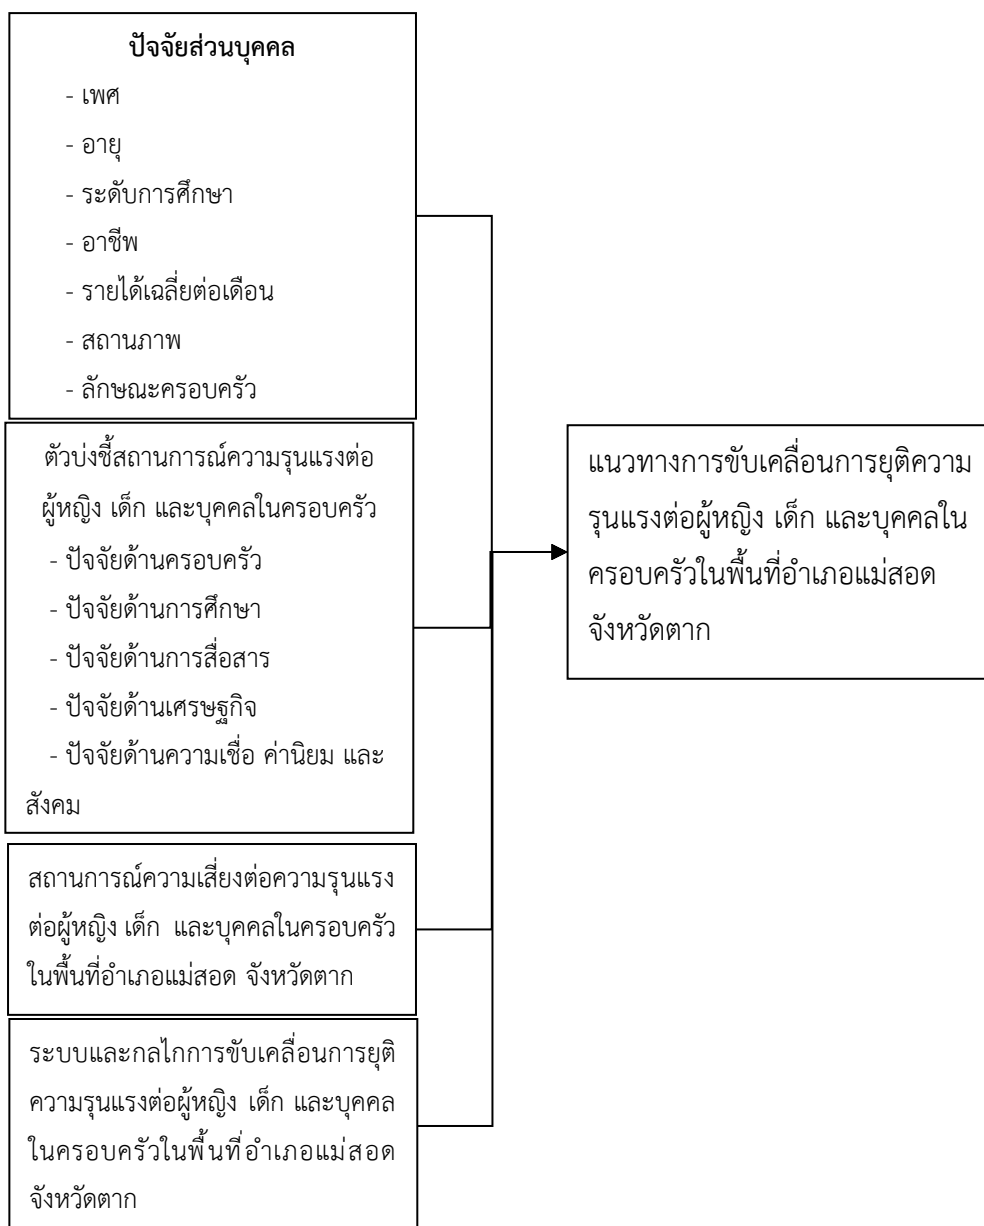 ปัจจัยส่วนบุคคล
- เพศ
- อายุ
- ระดับการศึกษา
- อาชีพ
- รายได้เฉลี่ยต่อเดือน
- สถานภาพ
- ลักษณะครอบครัว
ตัวบ่งชี้สถานการณ์ความรุนแรงต่อ
ผู้หญิง เด็ก และบุคคลในครอบครัว
- ปัจจัยด้านครอบครัว
- ปัจจัยด้านการศึกษา
- ปัจจัยด้านการสื่อสาร
- ปัจจัยด้านเศรษฐกิจ
- ปัจจัยด้านความเชื่อ ค่านิยม และ
สังคม
สถานการณ์ความเสี่ยงต่อความรุนแรง
ต่อผู้หญิง เด็ก และบุคคลในครอบครัว
ในพื้นที่อำเภอแม่สอด จังหวัดตาก
ระบบและกลไกการขับเคลื่อนการยุติ
ความรุนแรงต่อผู้หญิง เด็ก และบุคคล
ในครอบครัวในพื้นที่อำเภอแม่สอด
จังหวัดตาก
แนวทางการขับเคลื่อนการยุติความ
รุนแรงต่อผู้หญิง เด็ก และบุคคลใน
ครอบครัวในพื้นที่อำเภอแม่สอด
จังหวัดตาก